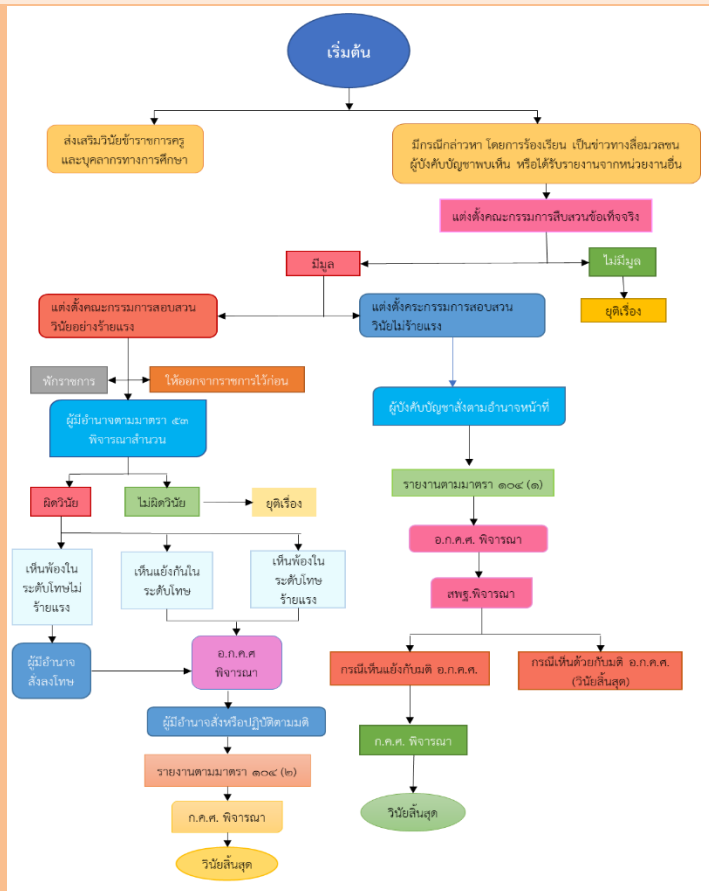 เริ่มต้น
ส่งเสริมวินัยข้าราชการครู
และบุคลากรทางการศึกษา
มีกรณีกล่าวหา โดยการร้องเรียน เป็นข่าวทางสื่อมวลชน
ผู้บังคับบัญชาพบเห็น หรือได้รับรายงานจากหน่วยงานอื่น
แต่งตั้งคณะกรรมการสืบสวนข้อเท็จจริง
มีมูล
ไม่มีมูล
ยุติเรื่อง
แต่งตั้งคณะกรรมการสอบสวน
วินัยอย่างร้ายแรง
แต่งตั้งคระกรรมการสอบสวน
วินัยไม่ร้ายแรง
พักราชการ
ให้ออกจากราชการไว้ก่อน
ผู้มีอำนาจตามมาตรา ๕๓
พิจารณาสำนวน
ผู้บังคับบัญชาสั่งตามอำนาจหน้าที่
ผิดวินัย
ไม่ผิดวินัย
ยุติเรื่อง
รายงานตามมาตรา ๑๐๔ (๑)
อ.ก.ค.ศ. พิจารณา
เห็นพ้องใน
ระดับโทษไม่
ร้ายแรง
เห็นแย้งกันใน
ระดับโทษ
เห็นพ้องใน
ระดับโทษ
ร้ายแรง
สพฐ.พิจารณา
ผู้มีอำนาจ
สั่งลงโทษ
อ.ก.ค.ศ
พิจารณา
กรณีเห็นแย้งกับมติ อ.ก.ค.ศ.
กรณีเห็นด้วยกับมติ อ.ก.ค.ศ.
(วินัยสิ้นสุด)
ผู้มีอำนาจสั่งหรือปฏิบัติตามมติ
ก.ค.ศ. พิจารณา
รายงานตามมาตรา ๑๐๔ (๒)
ก.ค.ศ. พิจารณา
วินัยสิ้นสุด
วินัยสิ้นสุด